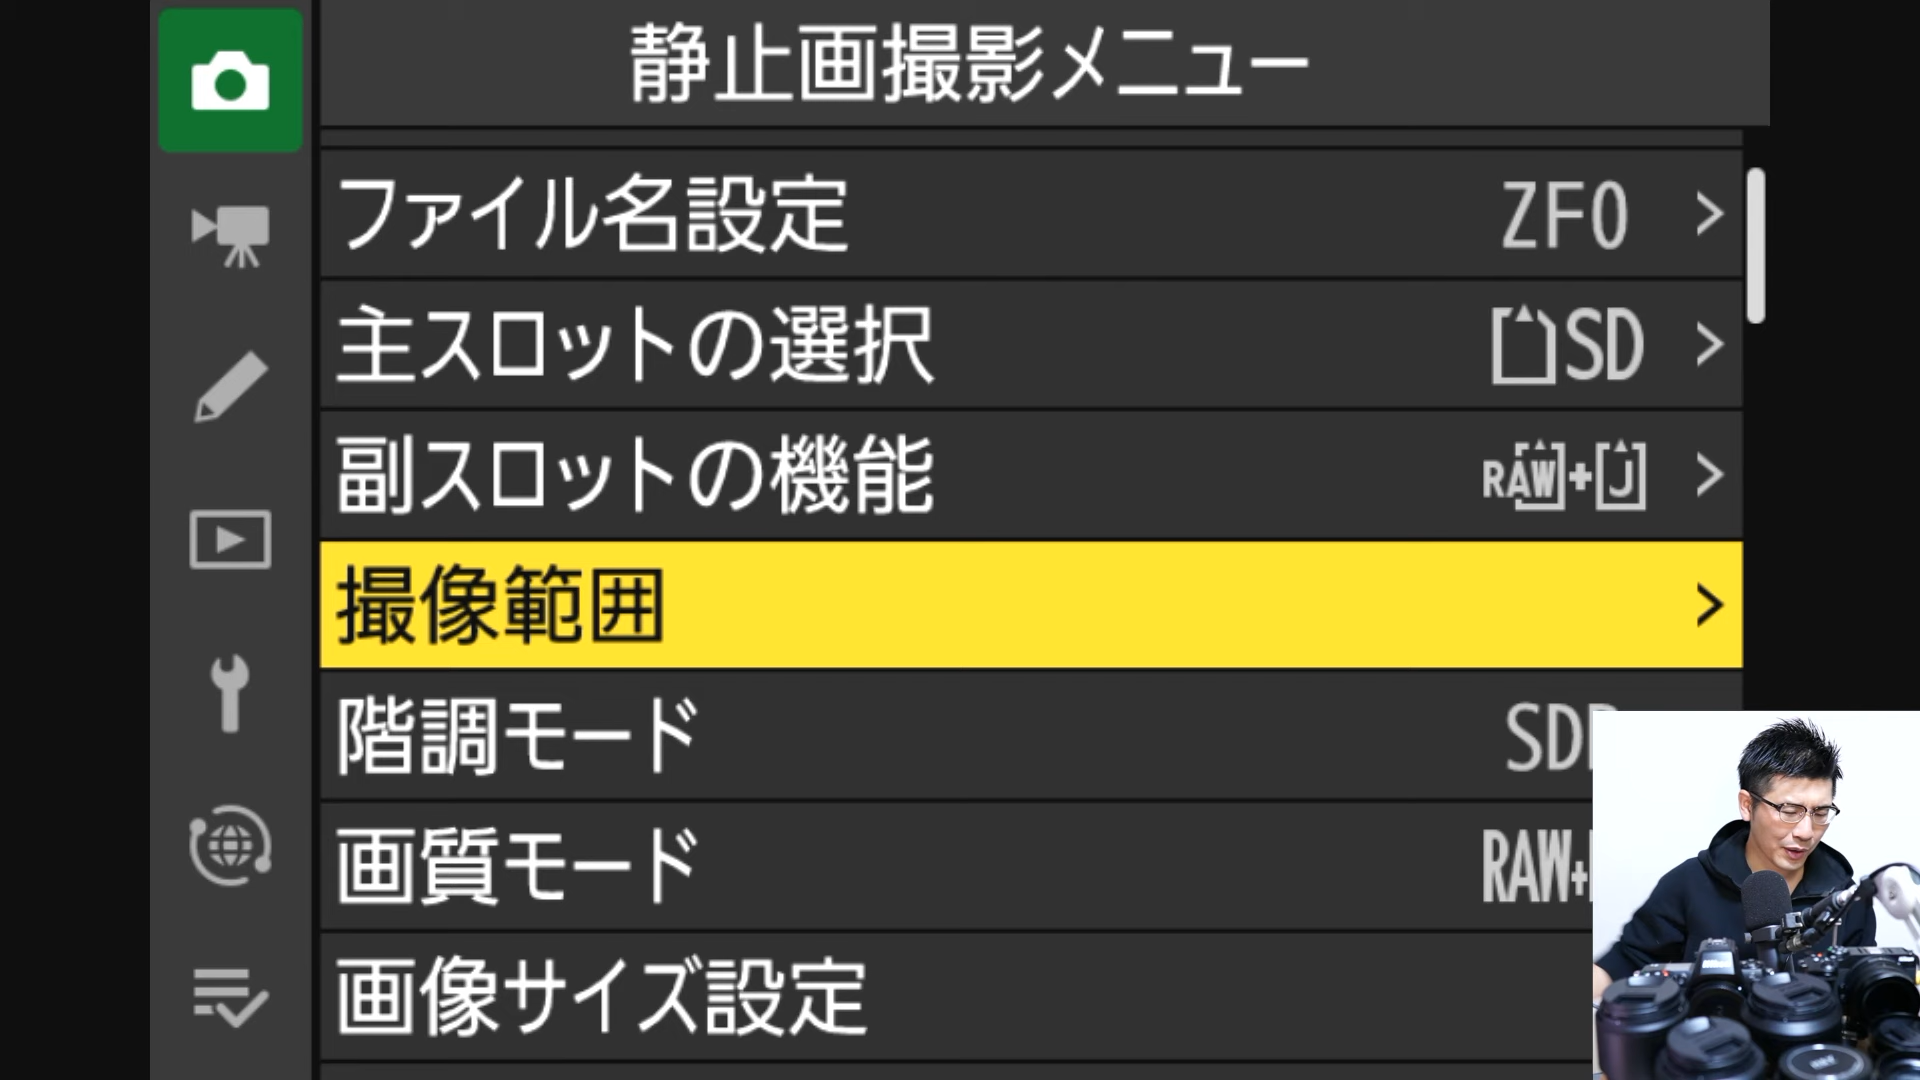 静止画撮影メニュー
ファイル名設定 ZF0
主スロットの選択 SD
副スロットの機能 RAW+J
撮像範囲
階調モード
画質モード RAW+
画像サイズ設定